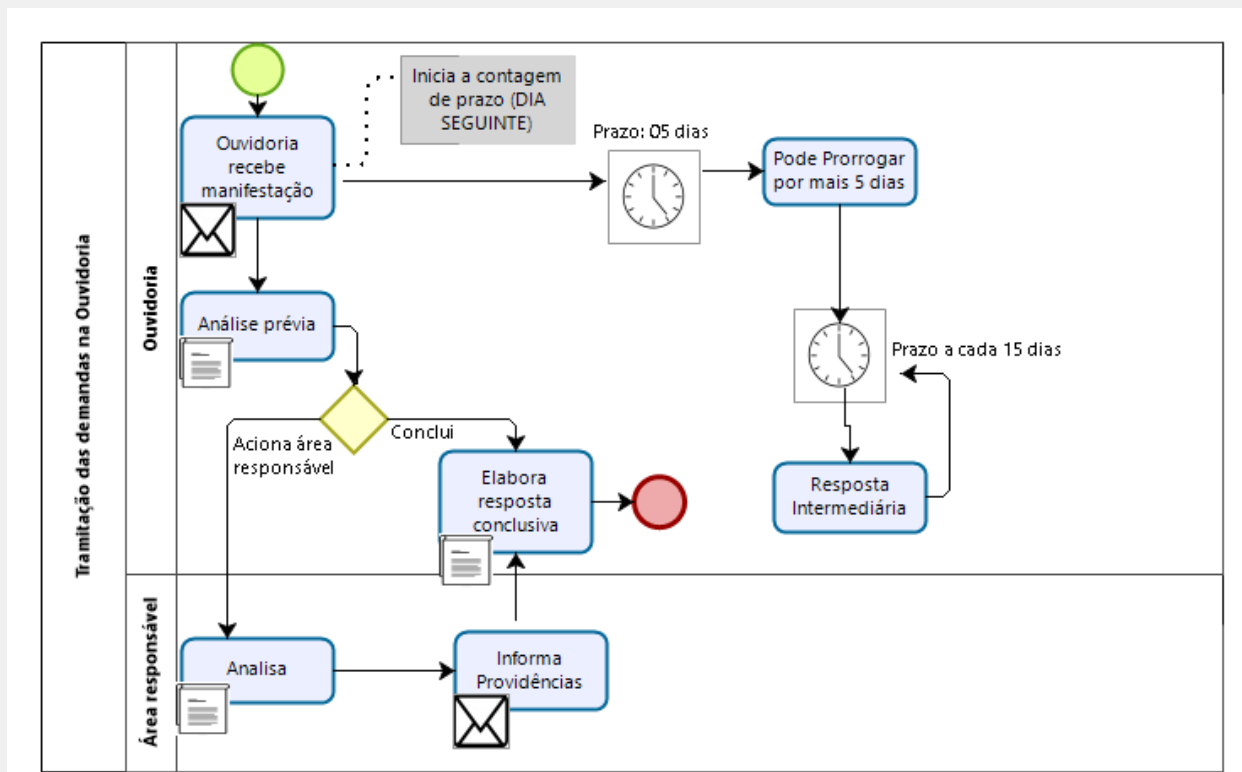 Tramitação das demandas na Ouvidoria
Ouvidoria
Inicia a contagem
de prazo (DIA
SEGUINTE)
Ouvidoria
recebe
manifestação
Prazo: 05 dias
Pode Prorrogar
por mais 5 dias
Análise prévia
Prazo a cada 15 dias
Aciona área
responsável
Conclui
Elabora
resposta
conclusiva
Resposta
Intermediária
Área responsável
Analisa
Informa
Providências